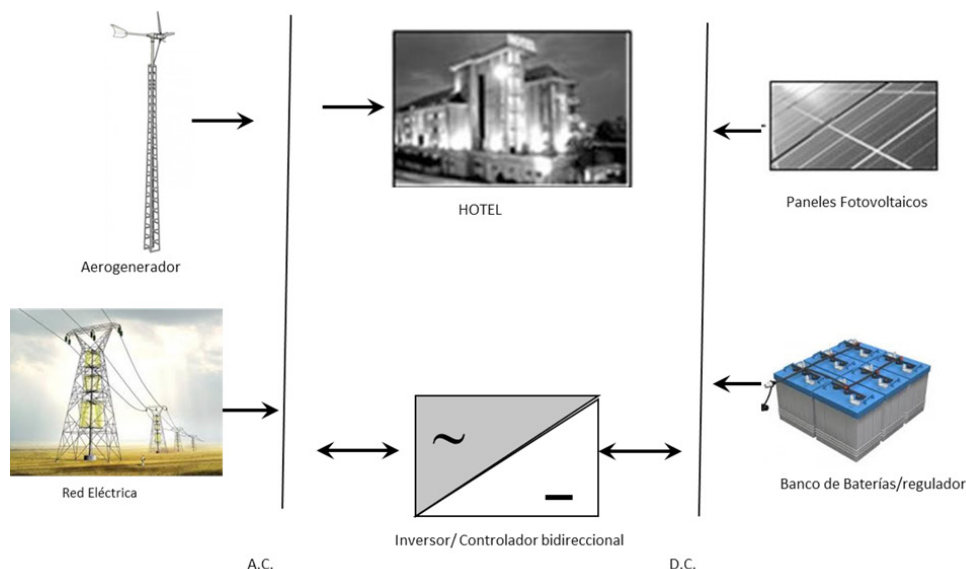 HOTEL
Paneles Fotovoltaicos
Aerogenerador
Red Eléctrica
Banco de Baterías/regulador
Inversor/ Controlador bidireccional
A.C.
D.C.